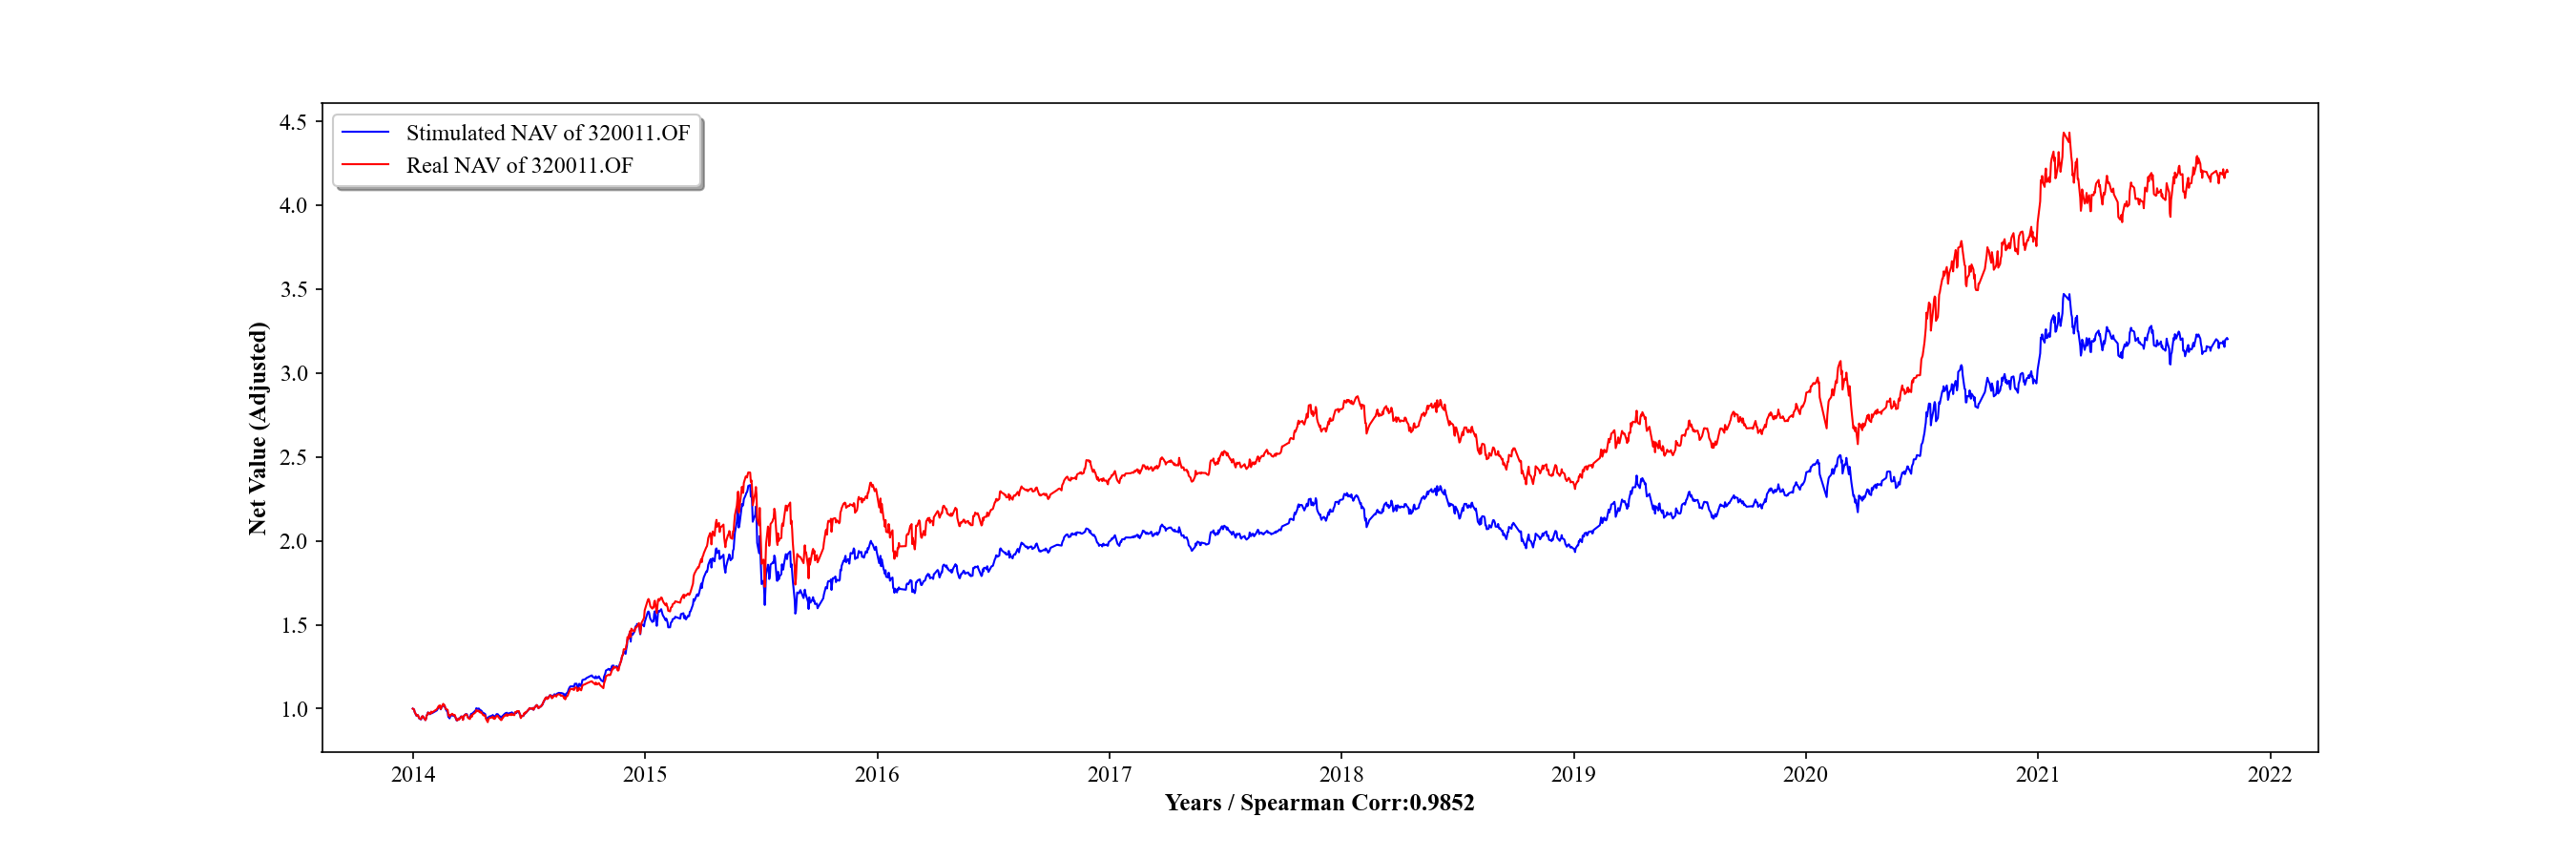 Stimulated NAV of 320011.OF
Real NAV of 320011.OF
Net Value (Adjusted)
4.5
4.0
3.5
3.0
2.5
2.0
1.5
1.0
2014 2015 2016 2017 2018 2019 2020 2021 2022
Years / Spearman Corr:0.9852